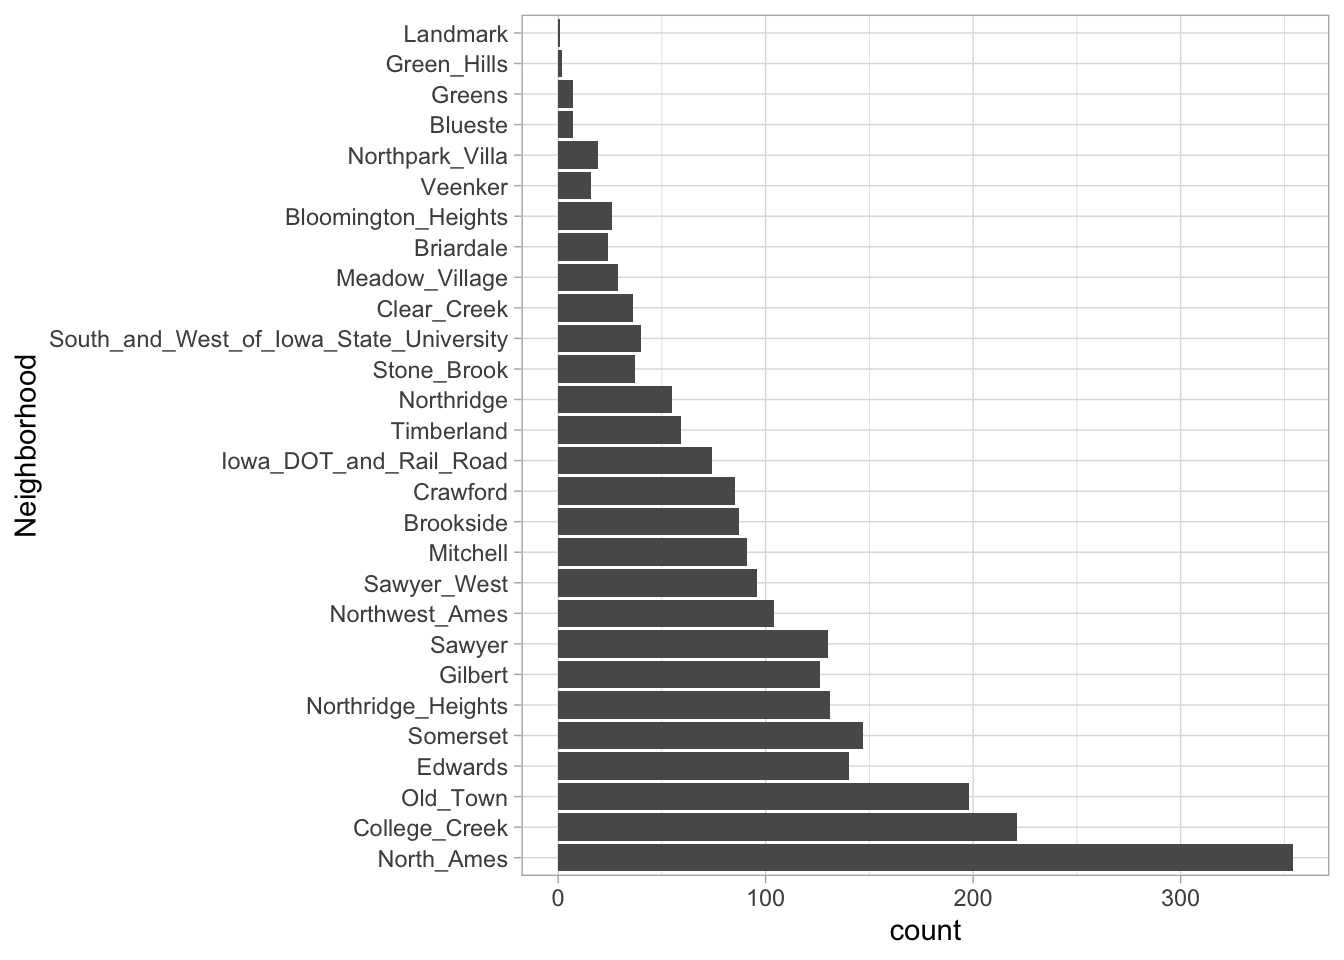 Landmark
Green_Hills
Greens
Blueste
Northpark_Villa
Veenker
Bloomington_Heights
Briardale
Meadow_Village
Clear_Creek
South_and_West_of_Iowa_State_University
Stone_Brook
Northridge
Timberland
Iowa_DOT_and_Rail_Road
Crawford
Brookside
Mitchell
Sawyer_West
Northwest_Ames
Sawyer
Gilbert
Northridge_Heights
Somerset
Edwards
Old_Town
College_Creek
North_Ames
Neighborhood
0 100 200 300
count